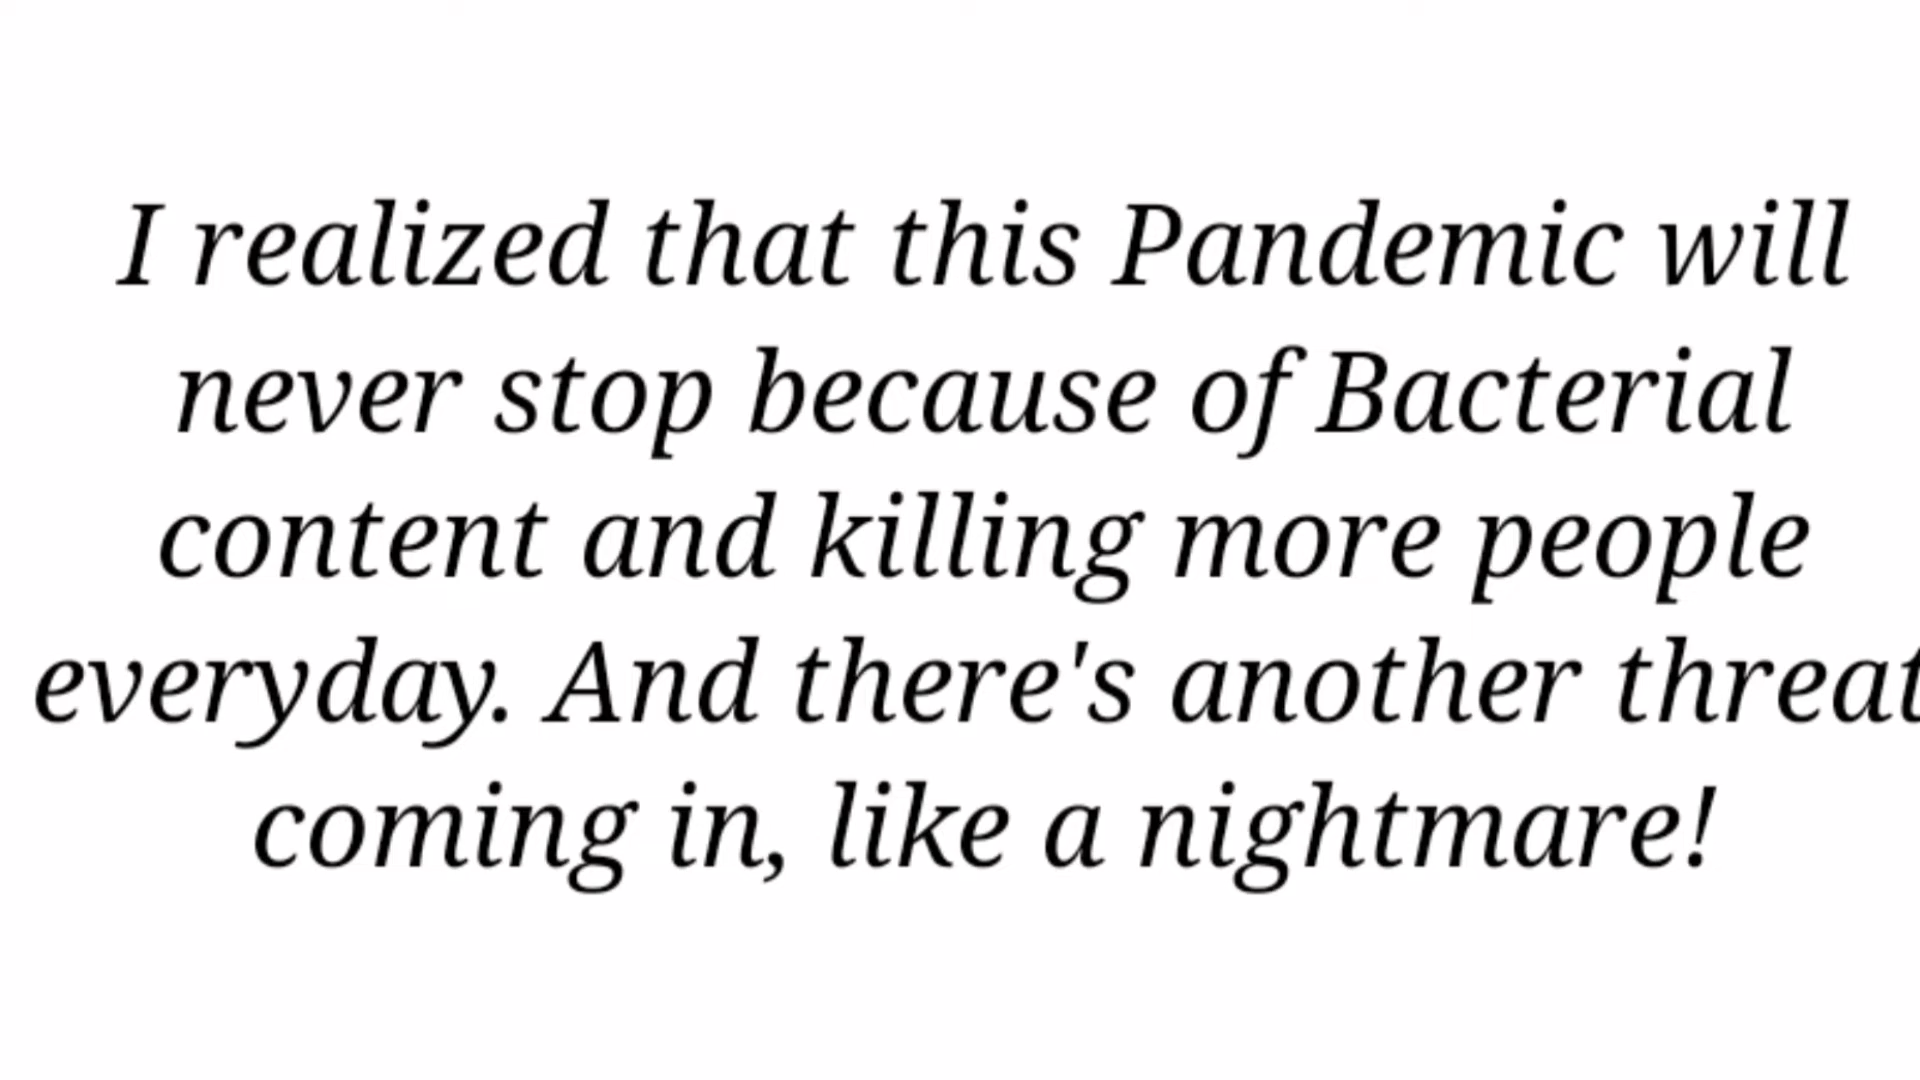 I realized that this Pandemic will
never stop because of Bacterial
content and killing more people
everyday. And there's another threat
coming in, like a nightmare!